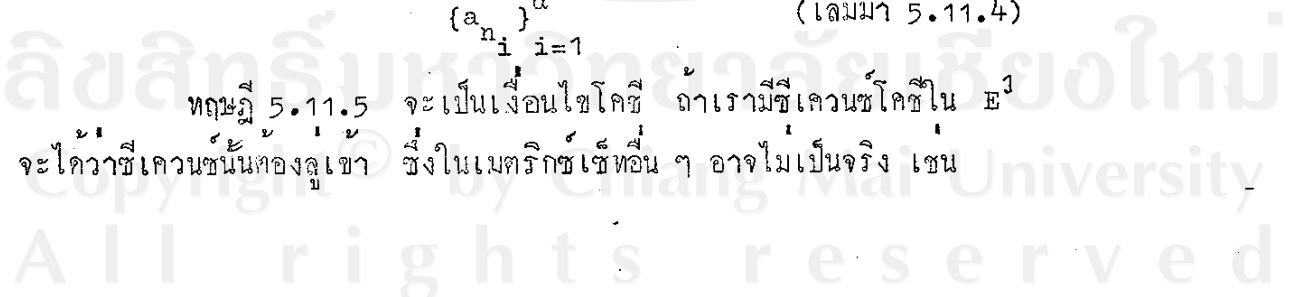 {a_{n_i}}_{i=1}^α (เลมมา 5.11.4)
ทฤษฎี 5.11.5 จะเป็นเงื่อนไขโคชี ถ้าเรามีซีเควนซ์โคชีใน E^1
จะได้ว่าซีเควนซ์นั้นต้องลู่เข้า ซึ่งในเมตริกซ์เซ็ทอื่น ๆ อาจไม่เป็นจริง เช่น
ลิขสิทธิ์มหาวิทยาลัยเชียงใหม่
Copyright © by Chiang Mai University
All rights reserved